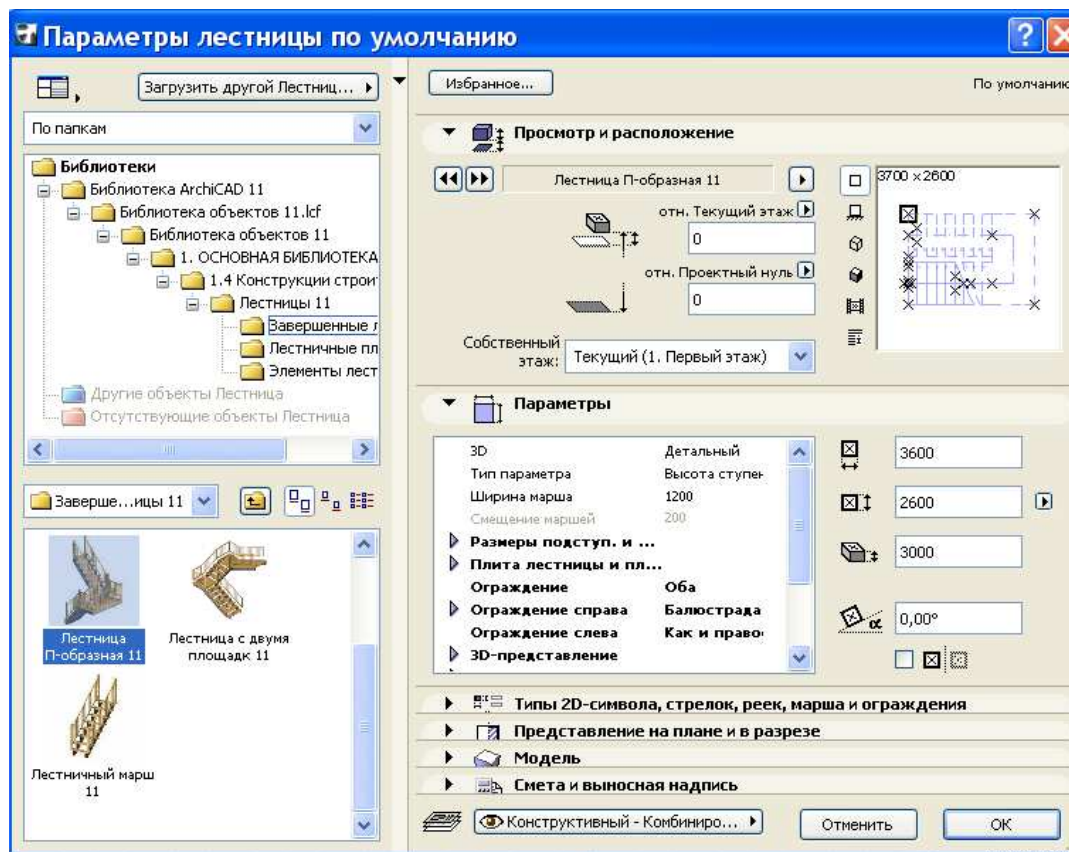 Параметры лестницы по умолчанию
Загрузить другой Лестниц...
По папкам
Библиотеки
Библиотека ArchiCAD 11
Библиотека объектов 11.lcf
Библиотека объектов 11
1. ОСНОВНАЯ БИБЛИОТЕКА
1.4 Конструкции строит
Лестницы 11
Завершенные л
Лестничные пл
Элементы лест
Другие объекты Лестница
Отсутствующие объекты Лестница
Заверше...ицы 11
Лестница
П-образная 11
Лестница с двумя
площадк 11
Лестничный марш
11
Избранное...
По умолчанию
Просмотр и расположение
Лестница П-образная 11
3700 x 2600
отн. Текущий этаж
0
отн. Проектный нуль
0
Собственный
этаж:
Текущий (1. Первый этаж)
Параметры
3D Детальный
Тип параметра Высота ступен
Ширина марша 1200
Смещение маршей 200
Размеры подступ. и ...
Плита лестницы и пл...
Ограждение Оба
Ограждение справа Балюстрада
Ограждение слева Как и право
3D-представление
3600
2600
3000
α
0,00°
Типы 2D-символа, стрелок, реек, марша и ограждения
Представление на плане и в разрезе
Модель
Смета и выносная надпись
Конструктивный - Комбиниро...
Отменить
OK